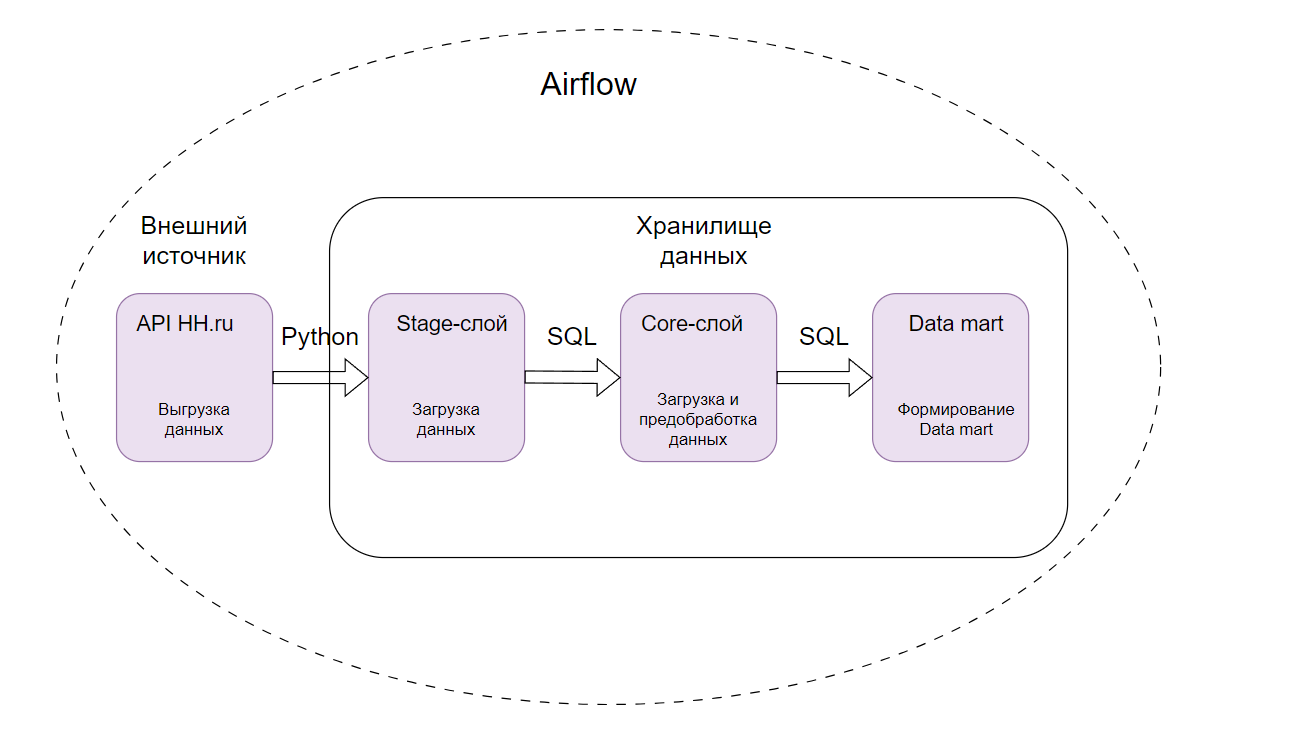 Airflow
Внешний
источник
Хранилище
данных
API HH.ru
Выгрузка
данных
Python
Stage-слой
Загрузка
данных
SQL
Core-слой
Загрузка и
предобработка
данных
SQL
Data mart
Формирование
Data mart